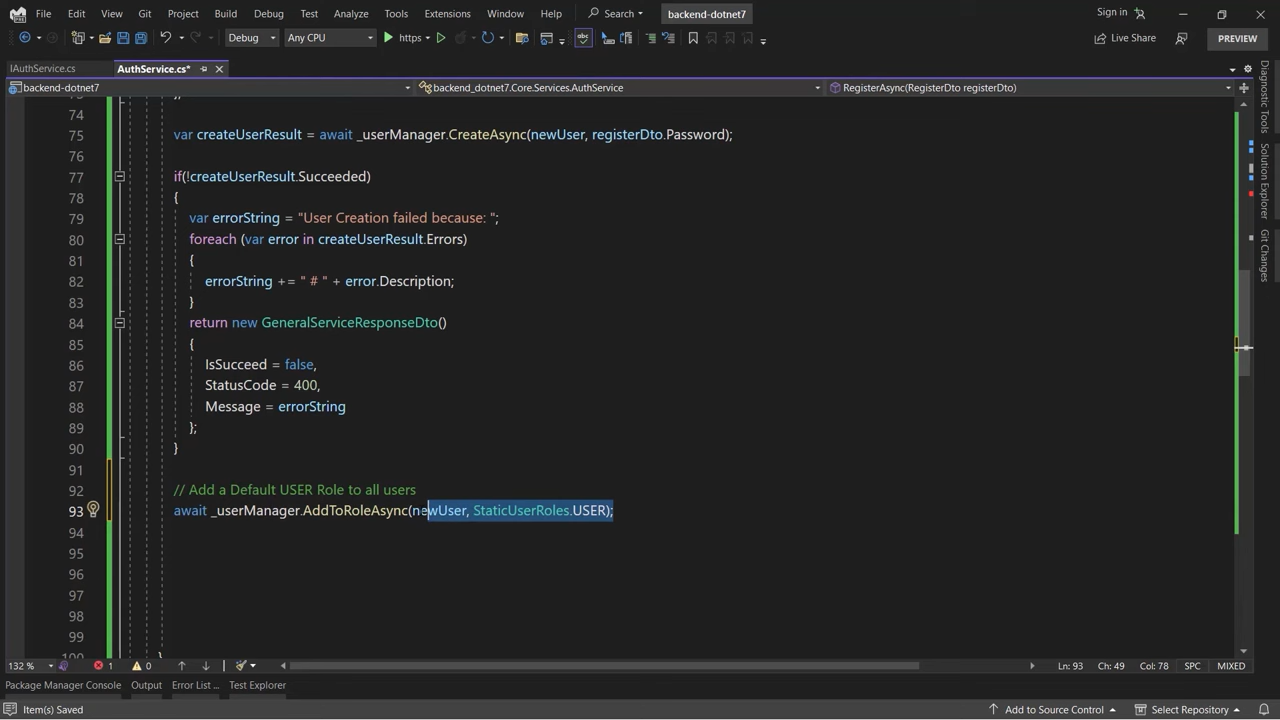 File Edit View Git Project Build Debug Test Analyze Tools Extensions Window Help Search backend-dotnet7 Sign in
Debug Any CPU https Live Share PREVIEW
IAuthService.cs AuthService.cs*
backend-dotnet7 backend_dotnet7.Core.Services.AuthService RegisterAsync(RegisterDto registerDto)
74
75 var createUserResult = await _userManager.CreateAsync(newUser, registerDto.Password);
76
77 if(!createUserResult.Succeeded)
78 {
79 var errorString = "User Creation failed because: ";
80 foreach (var error in createUserResult.Errors)
81 {
82 errorString += " # " + error.Description;
83 }
84 return new GeneralServiceResponseDto()
85 {
86 IsSucceed = false,
87 StatusCode = 400,
88 Message = errorString
89 };
90 }
91
92 // Add a Default USER Role to all users
93 await _userManager.AddToRoleAsync(newUser, StaticUserRoles.USER);
94
95
96
97
98
99
Diagnostic Tools
Solution Explorer
Git Changes
132 % 1 0 Ln: 93 Ch: 49 Col: 78 SPC MIXED
Package Manager Console Output Error List ... Test Explorer
Item(s) Saved Add to Source Control Select Repository